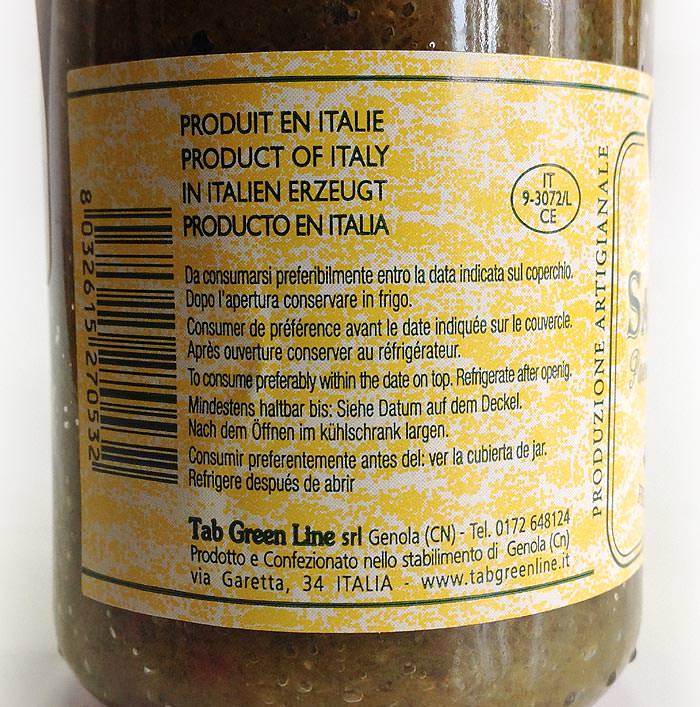 PRODUIT EN ITALIE
PRODUCT OF ITALY
IN ITALIEN ERZEUGT
PRODUCTO EN ITALIA
IT
9-3072/L
CE
Da consumarsi preferibilmente entro la data indicata sul coperchio.
Dopo l'apertura conservare in frigo.
Consumer de préférence avant le date indiquée sur le couvercle.
Après ouverture conserver au réfrigérateur.
To consume preferably within the date on top. Refrigerate after openig.
Mindestens haltbar bis: Siehe Datum auf dem Deckel.
Nach dem Öffnen im kühlschrank largen.
Consumir preferentemente antes del: ver la cubierta de jar.
Refrigere después de abrir
Tab Green Line srl Genola (CN) - Tel. 0172 648124
Prodotto e Confezionato nello stabilimento di Genola (Cn)
via Garetta, 34 ITALIA - www.tabgreenline.it
8 032615 270532
PRODUZIONE ARTIGIANALE